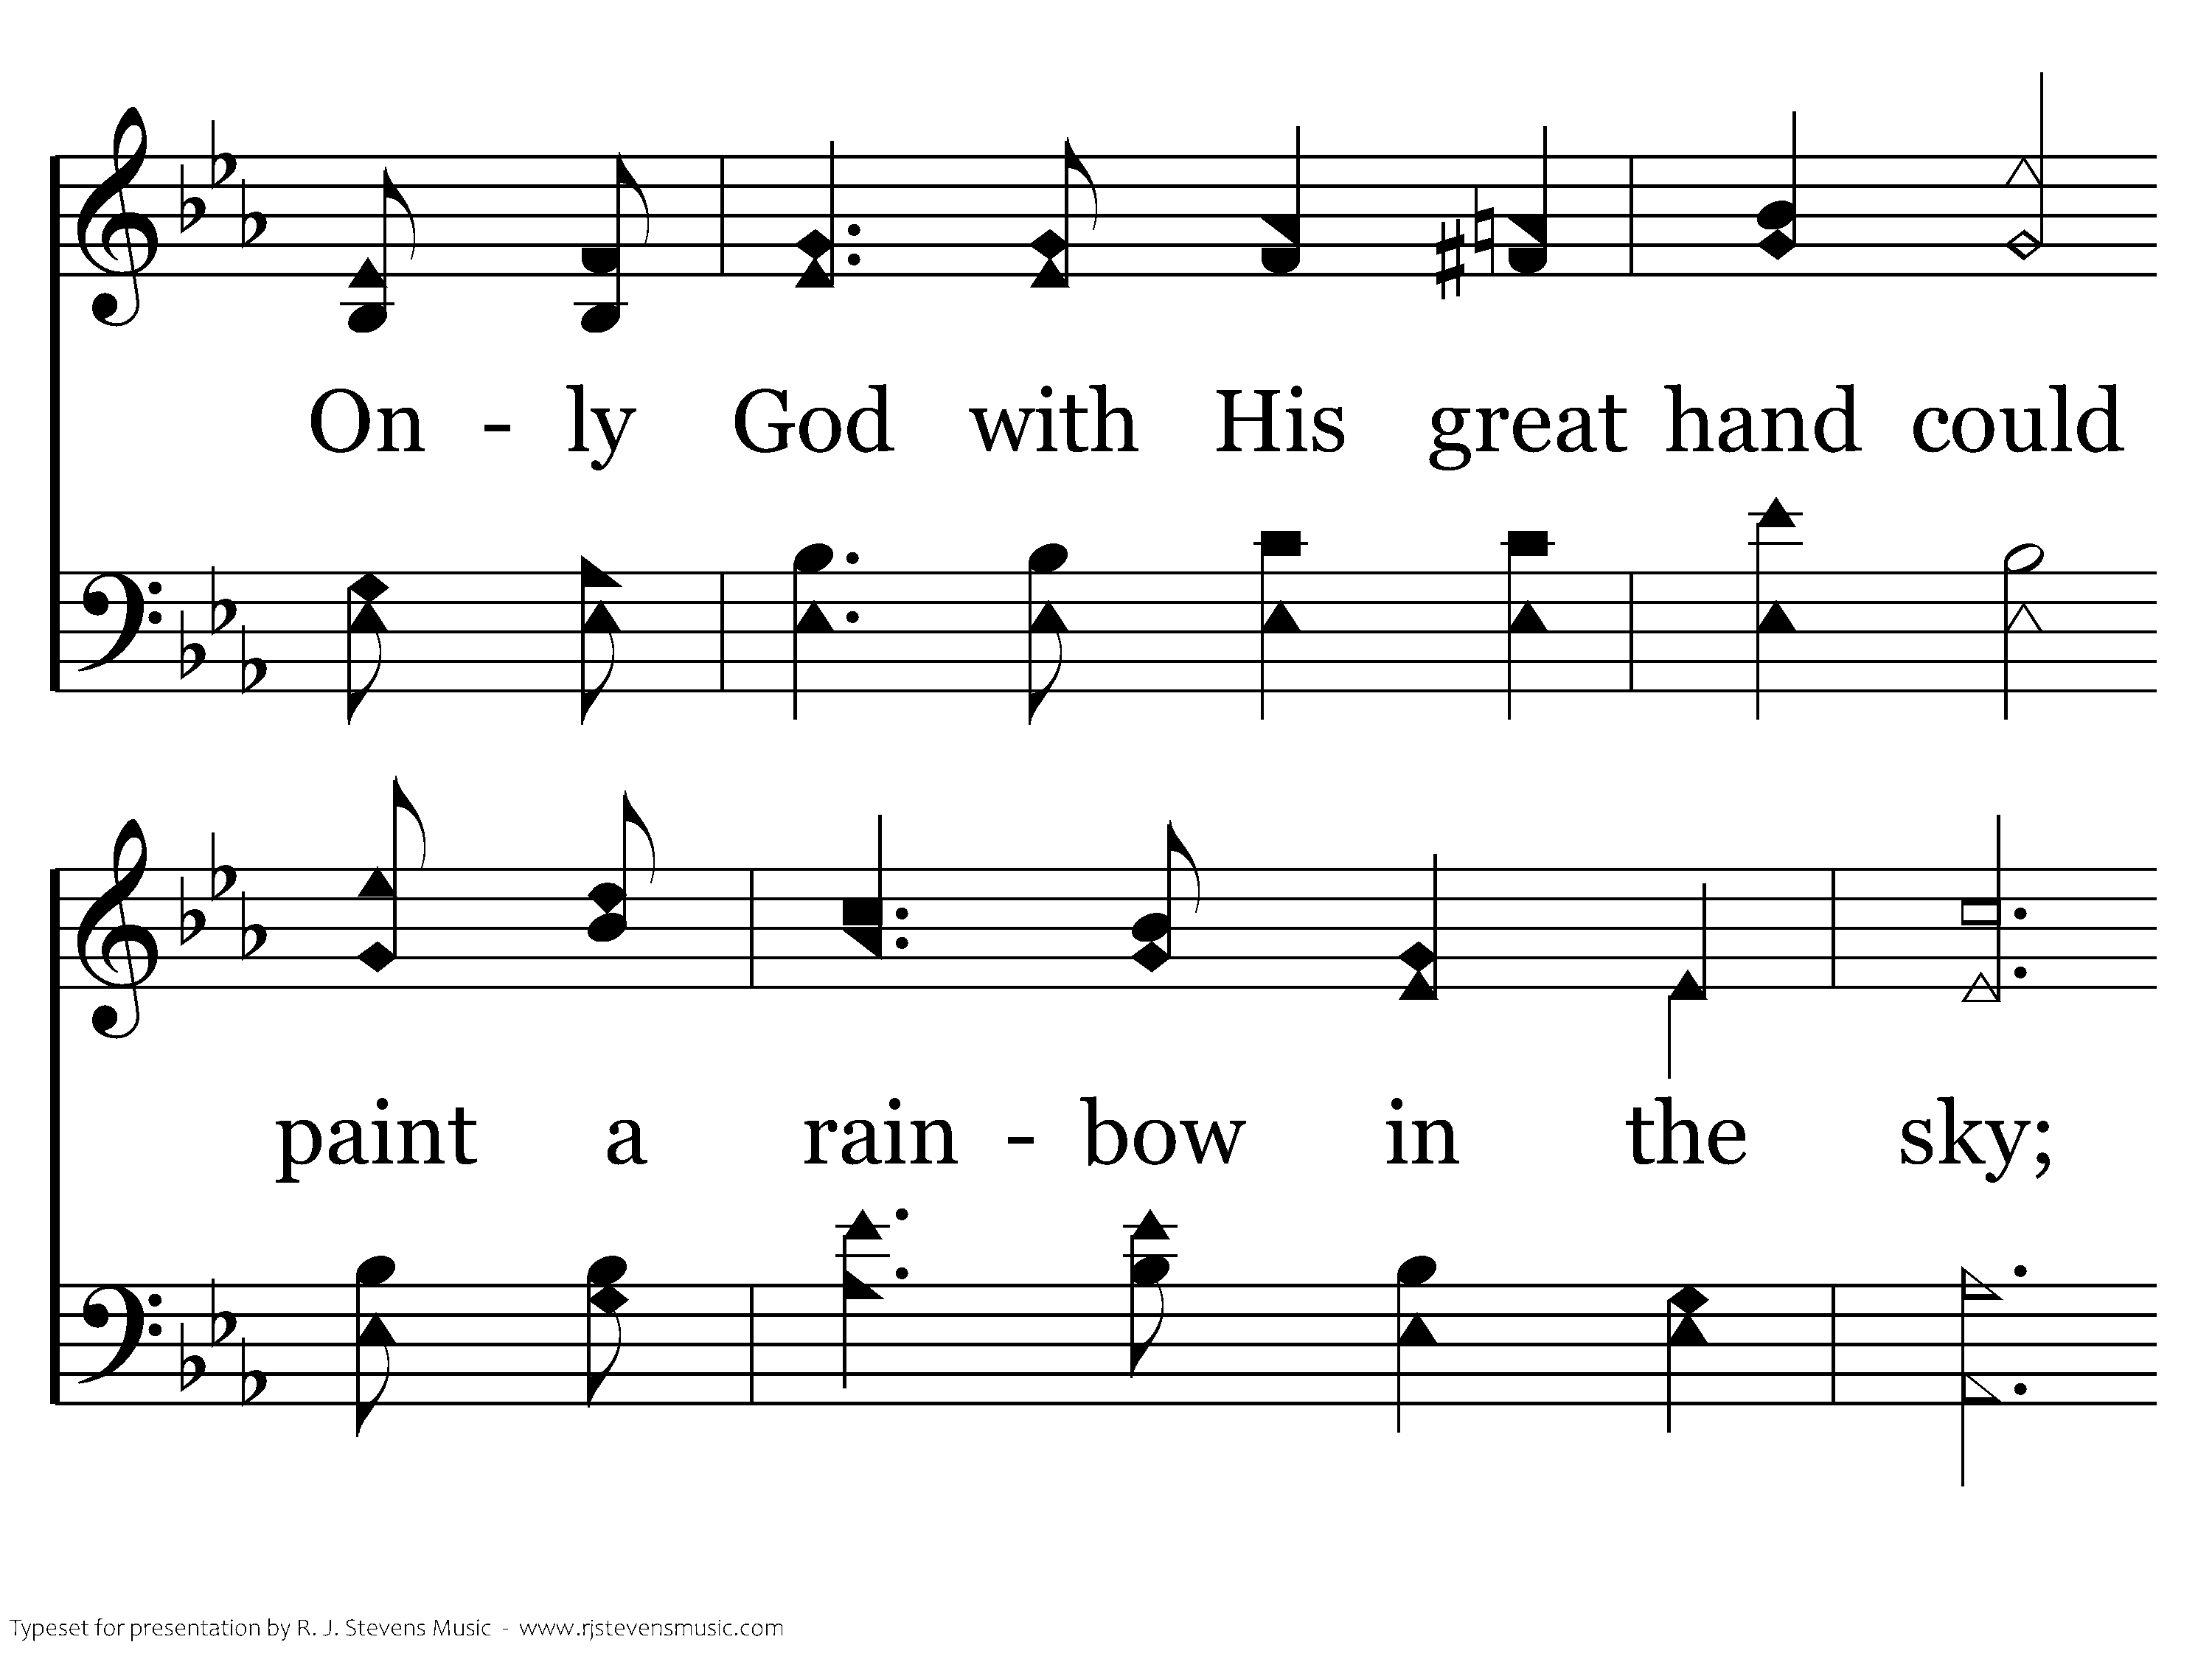 On - ly God with His great hand could
paint a rain - bow in the sky;
Typeset for presentation by R. J. Stevens Music - www.rjstevensmusic.com